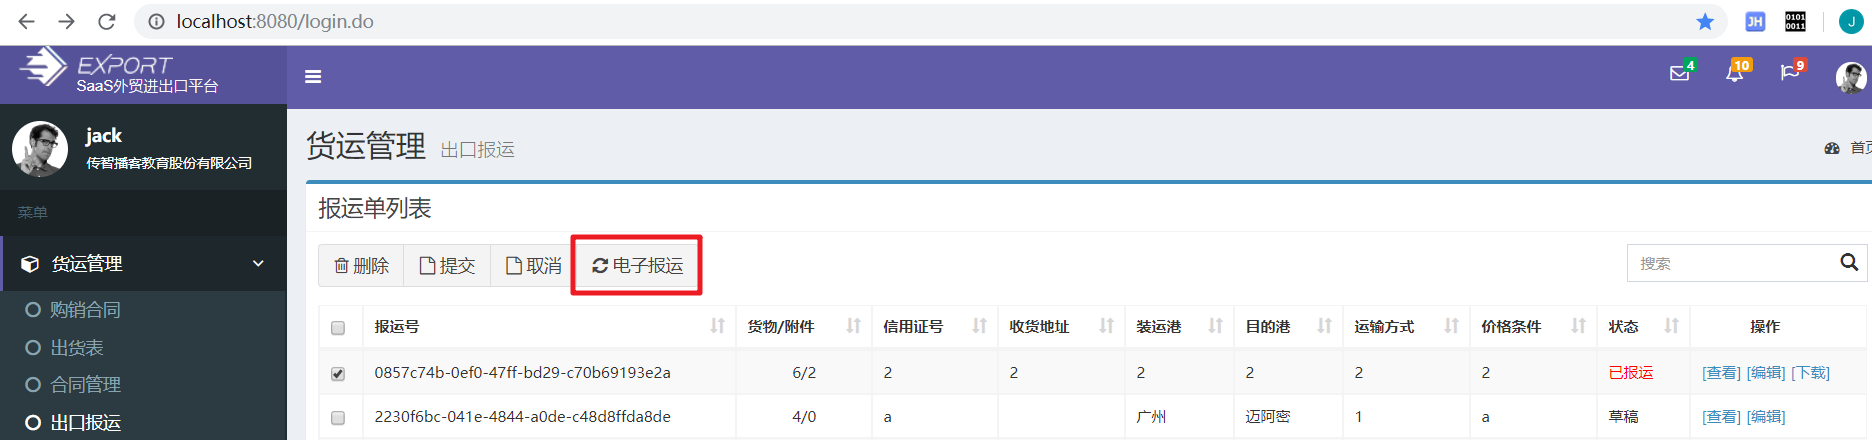 localhost:8080/login.do
JH
0101
0011
J
EXPORT
SaaS外贸进出口平台
4
10
9
jack
传智播客教育股份有限公司
货运管理 出口报运
首页
菜单
报运单列表
货运管理
删除 提交 取消 电子报运
搜索
购销合同
出货表
合同管理
出口报运
报运号 货物/附件 信用证号 收货地址 装运港 目的港 运输方式 价格条件 状态 操作
0857c74b-0ef0-47ff-bd29-c70b69193e2a 6/2 2 2 2 2 2 2 已报运 [查看] [编辑] [下载]
2230f6bc-041e-4844-a0de-c48d8ffda8de 4/0 a 广州 迈阿密 1 a 草稿 [查看] [编辑]